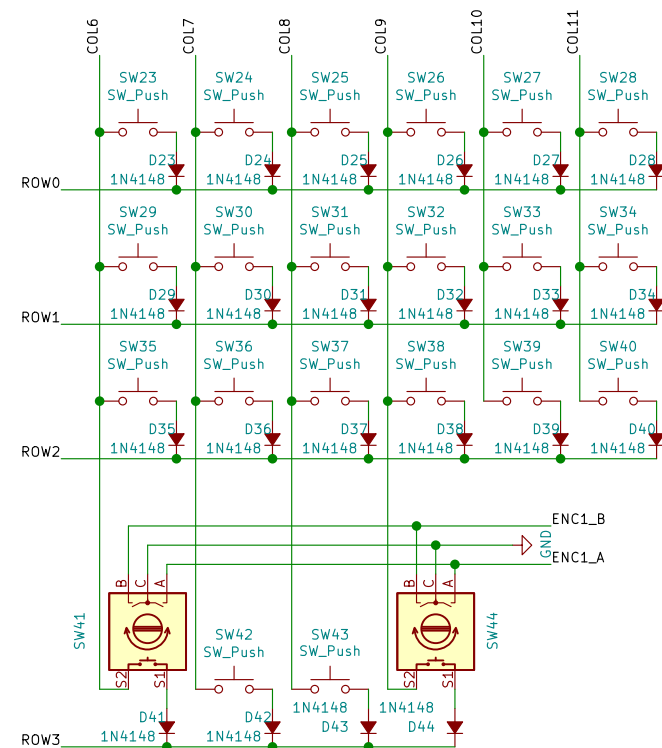 COL6 COL7 COL8 COL9 COL10 COL11
SW23 SW24 SW25 SW26 SW27 SW28
SW_Push SW_Push SW_Push SW_Push SW_Push SW_Push
D23 D24 D25 D26 D27 D28
1N4148 1N4148 1N4148 1N4148 1N4148 1N4148
ROW0
SW29 SW30 SW31 SW32 SW33 SW34
SW_Push SW_Push SW_Push SW_Push SW_Push SW_Push
D29 D30 D31 D32 D33 D34
1N4148 1N4148 1N4148 1N4148 1N4148 1N4148
ROW1
SW35 SW36 SW37 SW38 SW39 SW40
SW_Push SW_Push SW_Push SW_Push SW_Push SW_Push
D35 D36 D37 D38 D39 D40
1N4148 1N4148 1N4148 1N4148 1N4148 1N4148
ROW2
ENC1_B
GND
ENC1_A
B C A B C A
SW41 SW44
SW42 SW43
SW_Push SW_Push
S2 S1 S2 S1
1N4148 1N4148
D41 D42 D43 D44
1N4148 1N4148
ROW3